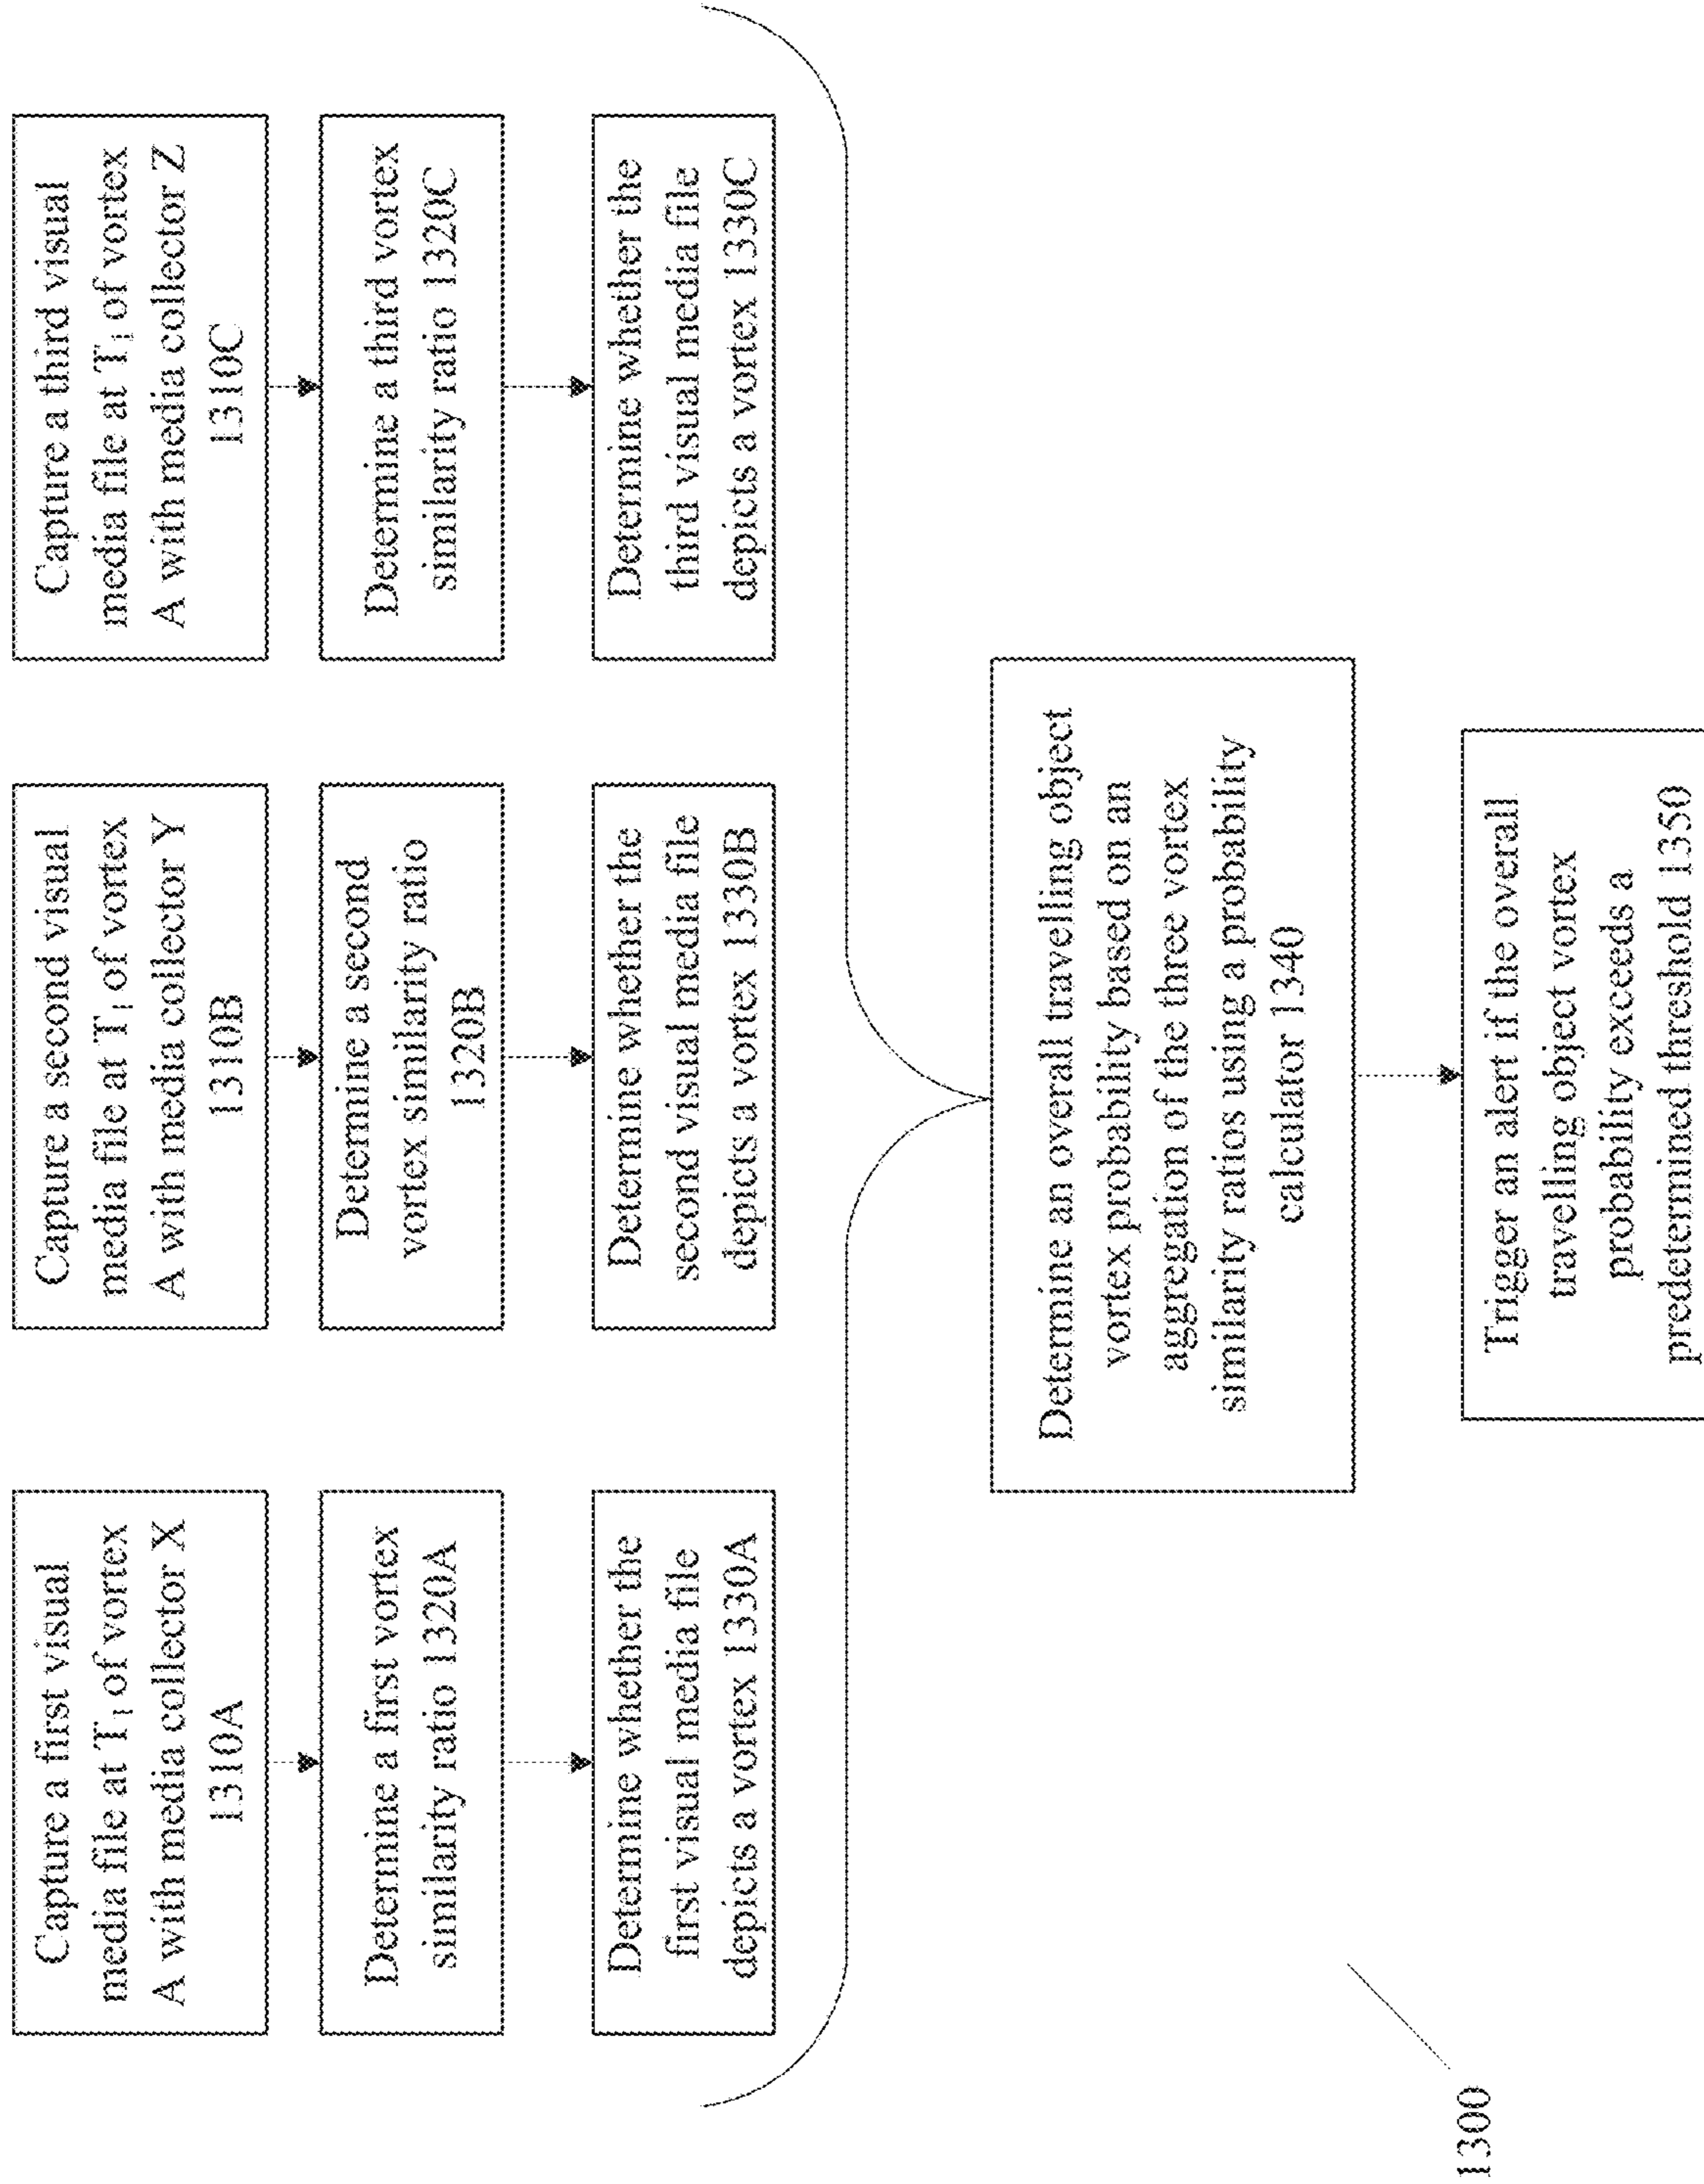 Capture a first visual
media file at T1 of vortex
A with media collector X
1310A
Determine a first vortex
similarity ratio 1320A
Determine whether the
first visual media file
depicts a vortex 1330A
Capture a second visual
media file at T1 of vortex
A with media collector Y
1310B
Determine a second
vortex similarity ratio
1320B
Determine whether the
second visual media file
depicts a vortex 1330B
Capture a third visual
media file at T1 of vortex
A with media collector Z
1310C
Determine a third vortex
similarity ratio 1320C
Determine whether the
third visual media file
depicts a vortex 1330C
Determine an overall travelling object
vortex probability based on an
aggregation of the three vortex
similarity ratios using a probability
calculator 1340
Trigger an alert if the overall
travelling object vortex
probability exceeds a
predetermined threshold 1350
1300